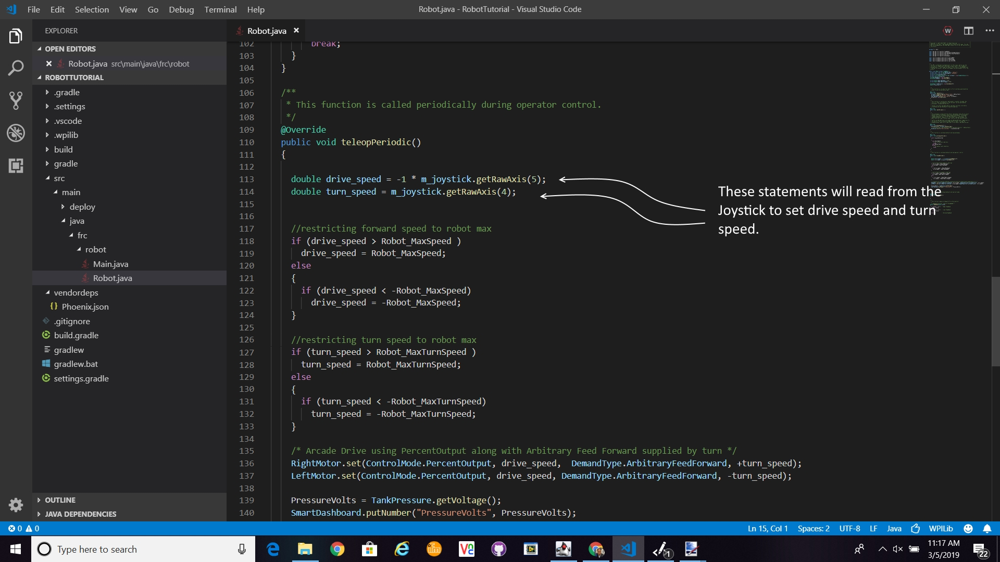 File Edit Selection View Go Debug Terminal Help
Robot.java - RobotTutorial - Visual Studio Code
EXPLORER
OPEN EDITORS
Robot.java src\main\java\frc\robot
ROBOTTUTORIAL
.gradle
.settings
.vscode
.wpilib
build
gradle
src
main
deploy
java
frc
robot
Main.java
Robot.java
vendordeps
{} Phoenix.json
.gitignore
build.gradle
gradlew
gradlew.bat
settings.gradle
OUTLINE
JAVA DEPENDENCIES
Robot.java
W
102 break;
103 }
104 }
105
106 /**
107 * This function is called periodically during operator control.
108 */
109 @Override
110 public void teleopPeriodic()
111 {
112
113 double drive_speed = -1 * m_joystick.getRawAxis(5);
114 double turn_speed = m_joystick.getRawAxis(4);
115
116
117 //restricting forward speed to robot max
118 if (drive_speed > Robot_MaxSpeed )
119 drive_speed = Robot_MaxSpeed;
120 else
121 {
122 if (drive_speed < -Robot_MaxSpeed)
123 drive_speed = -Robot_MaxSpeed;
124 }
125
126 //restricting turn speed to robot max
127 if (turn_speed > Robot_MaxTurnSpeed )
128 turn_speed = Robot_MaxTurnSpeed;
129 else
130 {
131 if (turn_speed < -Robot_MaxTurnSpeed)
132 turn_speed = -Robot_MaxTurnSpeed;
133 }
134
135 /* Arcade Drive using PercentOutput along with Arbitrary Feed Forward supplied by turn */
136 RightMotor.set(ControlMode.PercentOutput, drive_speed, DemandType.ArbitraryFeedForward, +turn_speed);
137 LeftMotor.set(ControlMode.PercentOutput, drive_speed, DemandType.ArbitraryFeedForward, -turn_speed);
138
139 PressureVolts = TankPressure.getVoltage();
140 SmartDashboard.putNumber("PressureVolts", PressureVolts);
These statements will read from the
Joystick to set drive speed and turn
speed.
0 0
Ln 15, Col 1 Spaces: 2 UTF-8 LF Java WPILib
Type here to search
ifm
VNC
1
11:17 AM
3/5/2019
22